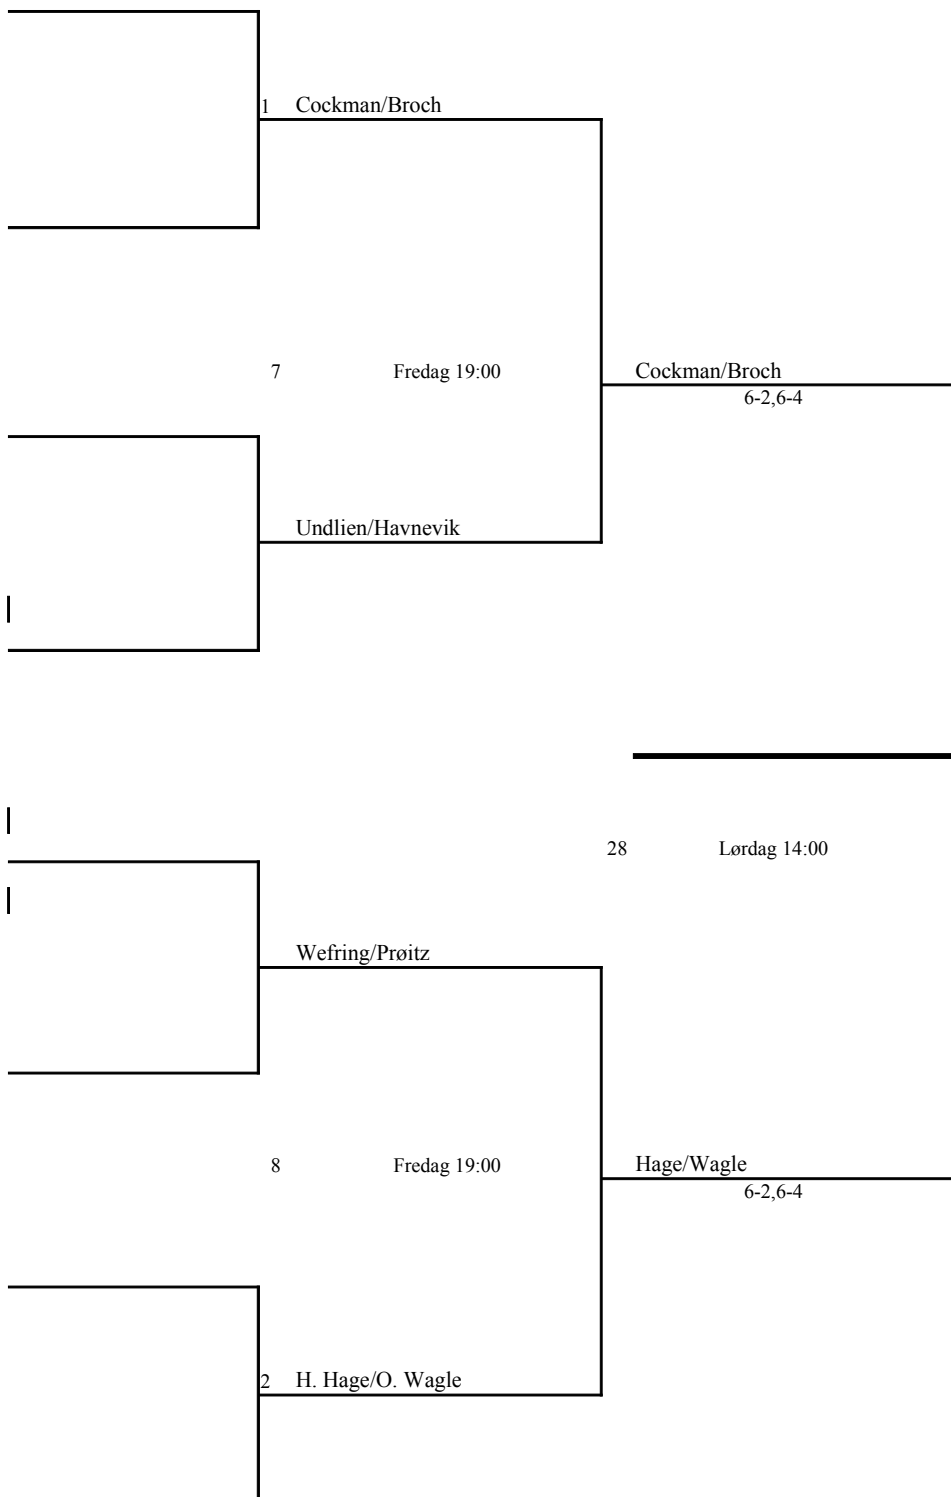 1 Cockman/Broch
7 Fredag 19:00 Cockman/Broch
6-2,6-4
Undlien/Havnevik
28 Lørdag 14:00
Wefring/Prøitz
8 Fredag 19:00 Hage/Wagle
6-2,6-4
2 H. Hage/O. Wagle